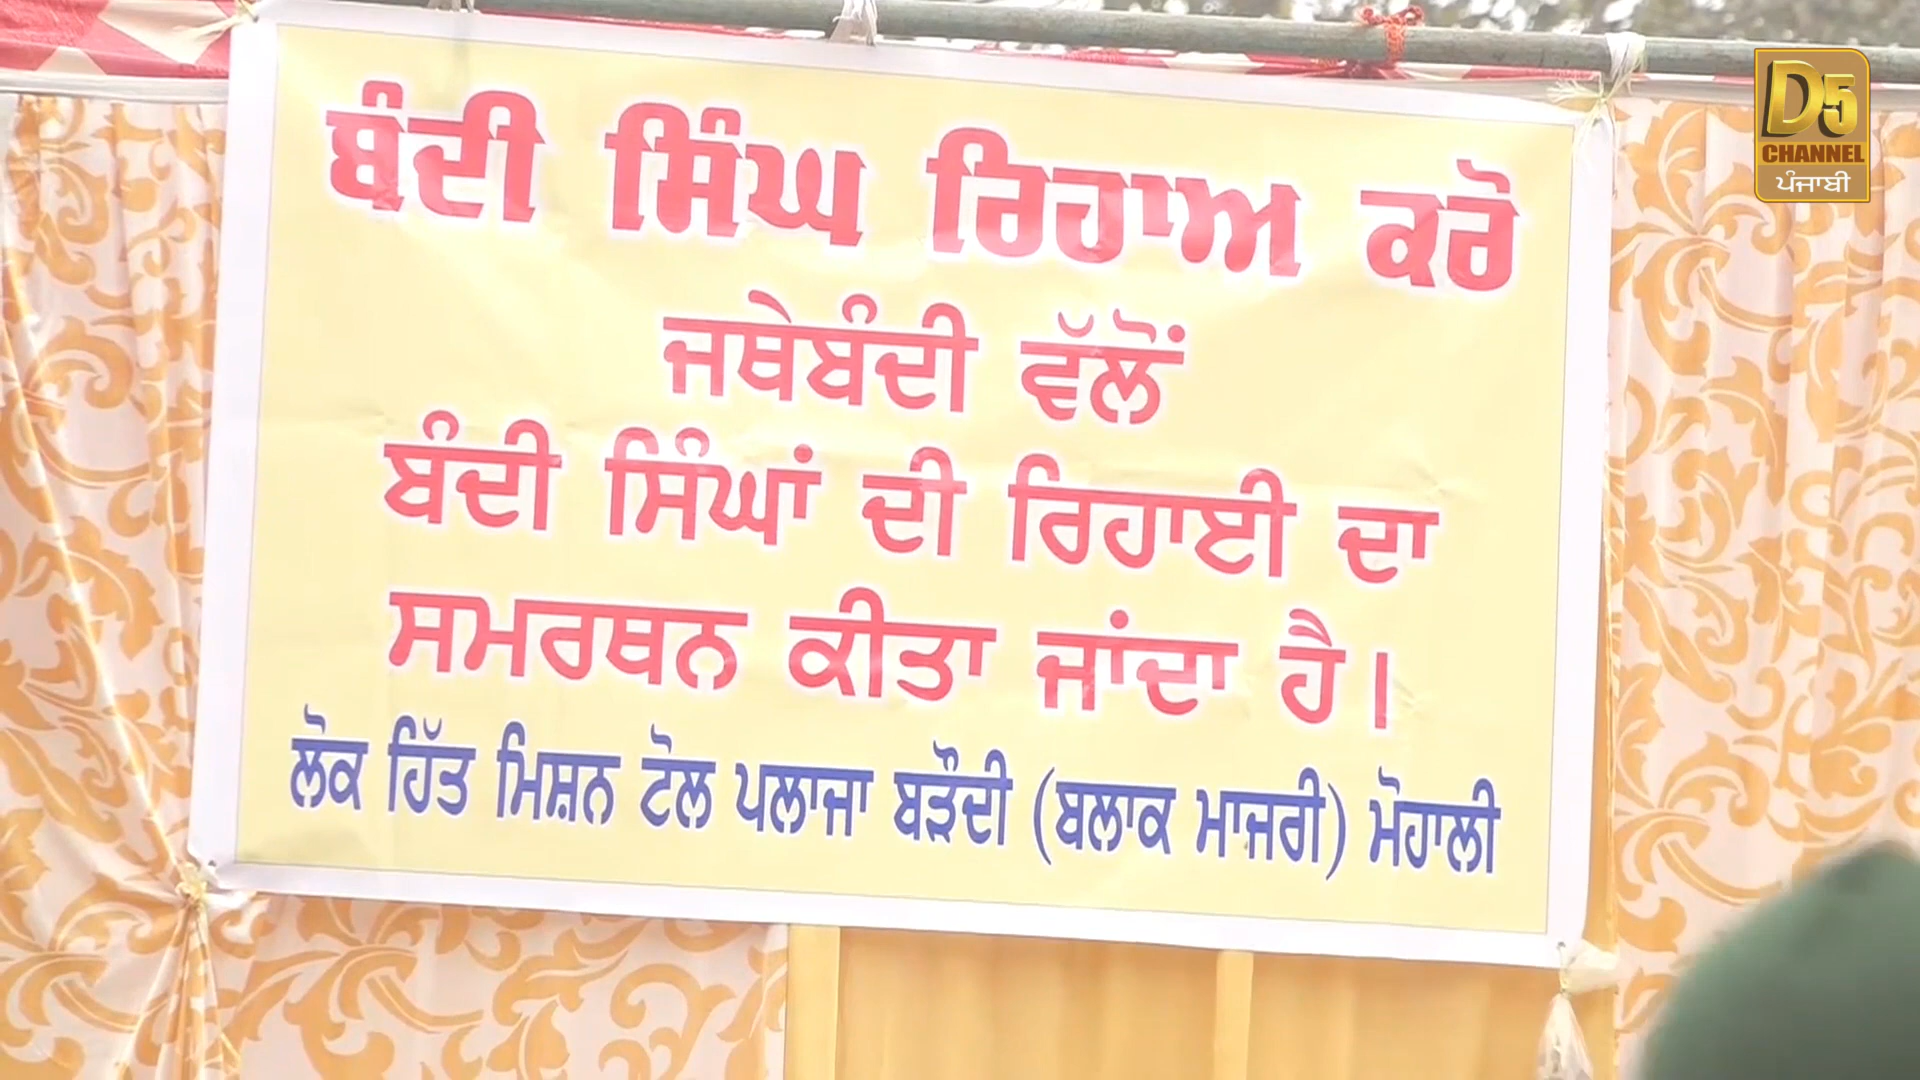 ਬੰਦੀ ਸਿੰਘ ਰਿਹਾਅ ਕਰੋ
ਜਥੇਬੰਦੀ ਵੱਲੋਂ
ਬੰਦੀ ਸਿੰਘਾਂ ਦੀ ਰਿਹਾਈ ਦਾ
ਸਮਰਥਨ ਕੀਤਾ ਜਾਂਦਾ ਹੈ।
ਲੋਕ ਹਿੱਤ ਮਿਸ਼ਨ ਟੋਲ ਪਲਾਜਾ ਬੜੌਦੀ (ਬਲਾਕ ਮਾਜਰੀ) ਮੋਹਾਲੀ
D5
CHANNEL
ਪੰਜਾਬੀ